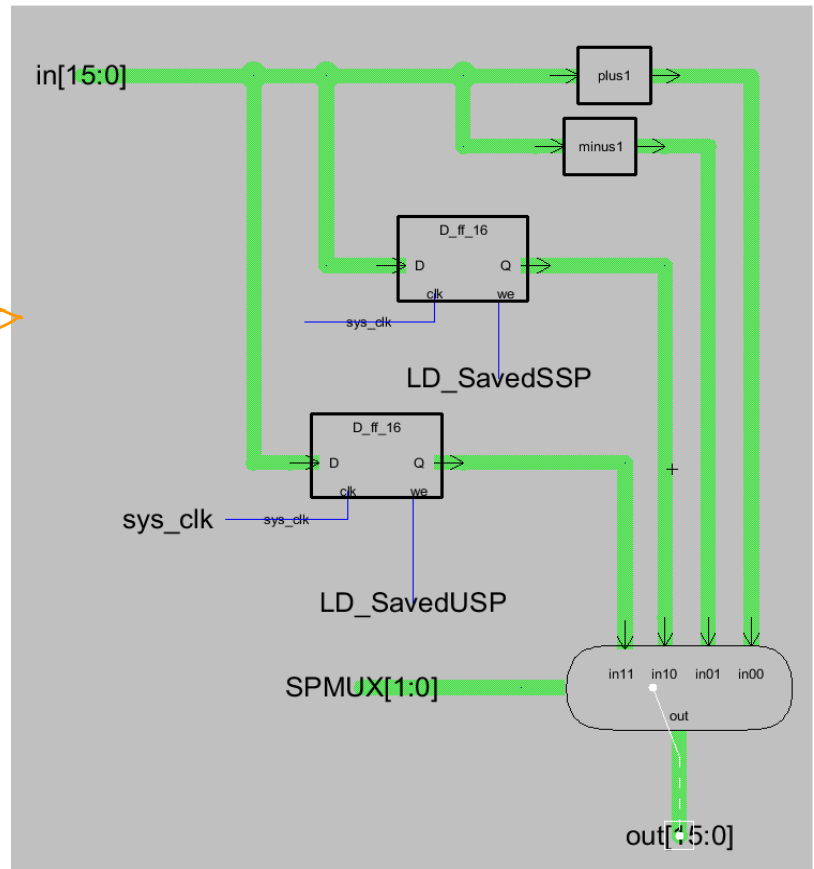 in[15:0]
plus1
minus1
D_ff_16
D
Q
clk
we
sys_clk
LD_SavedSSP
D_ff_16
D
Q
clk
we
sys_clk
sys_clk
LD_SavedUSP
SPMUX[1:0]
in11
in10
in01
in00
out
out[15:0]